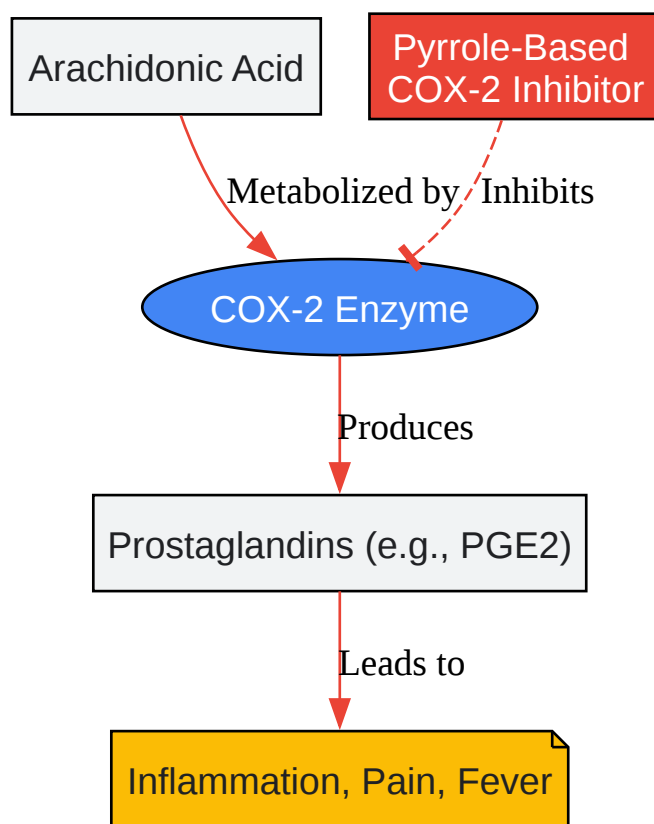 Arachidonic Acid
Pyrrole-Based
COX-2 Inhibitor
Metabolized by
Inhibits
COX-2 Enzyme
Produces
Prostaglandins (e.g., PGE2)
Leads to
Inflammation, Pain, Fever